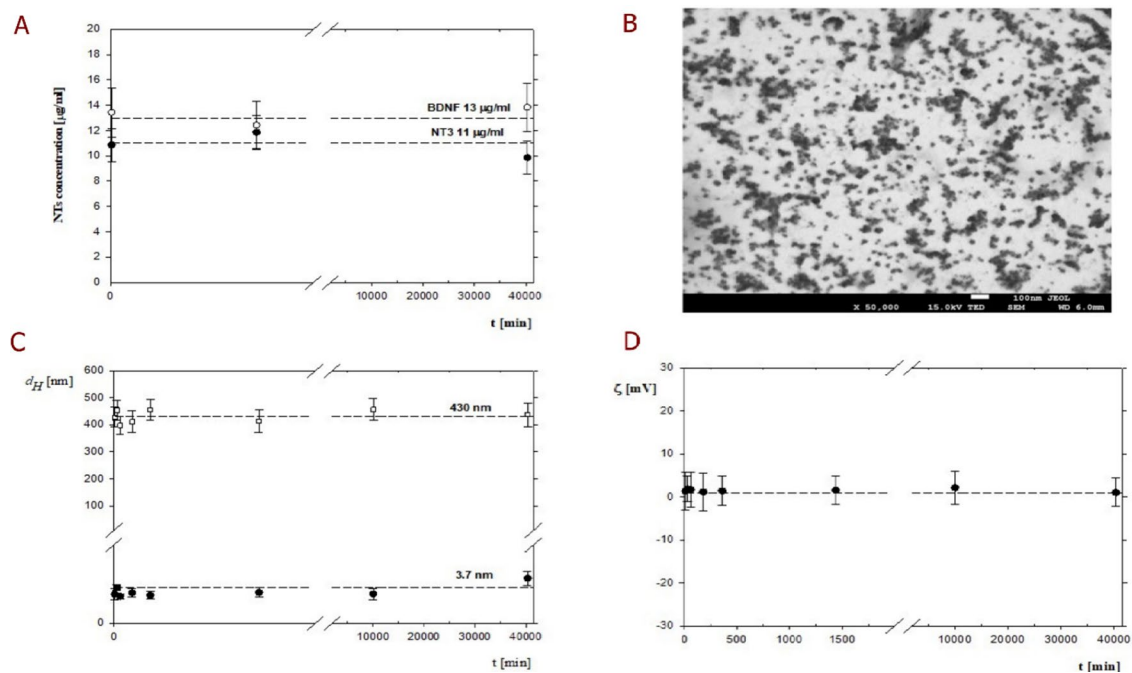 A
NTs concentration [µg/ml]
20
18
16
14
12
10
8
6
4
2
0
BDNF 13 µg/ml
NT3 11 µg/ml
0
10000
20000
30000
40000
t [min]
B
100nm JEOL
X 50,000 15.0kV TED SEM WD 6.0mm
C
dH [nm]
600
500
400
300
200
100
0
430 nm
3.7 nm
0
10000
20000
30000
40000
t [min]
D
ζ [mV]
30
20
10
0
-10
-20
-30
0
500
1000
1500
10000
20000
30000
40000
t [min]